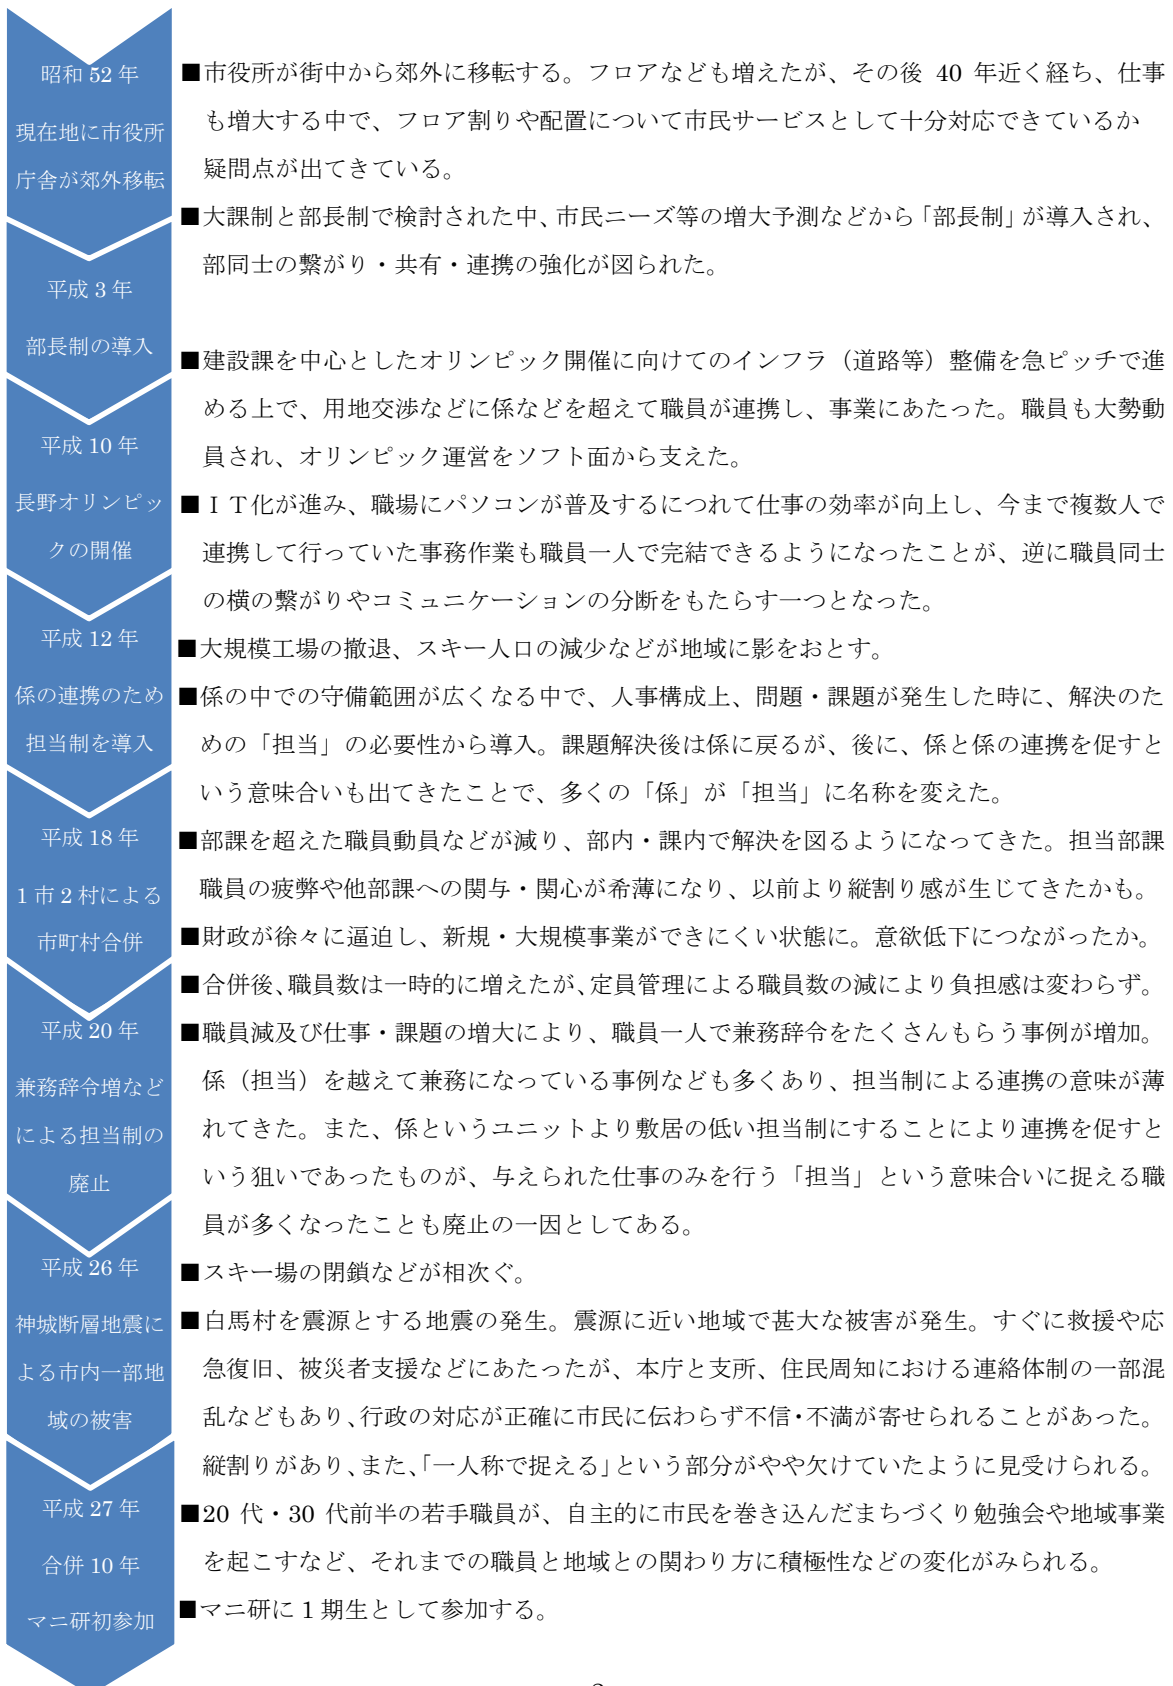 昭和 52 年
現在地に市役所
庁舎が郊外移転
■市役所が街中から郊外に移転する。フロアなども増えたが、その後 40 年近く経ち、仕事
も増大する中で、フロア割りや配置について市民サービスとして十分対応できているか
疑問点が出てきている。
■大課制と部長制で検討された中、市民ニーズ等の増大予測などから「部長制」が導入され、
部同士の繋がり・共有・連携の強化が図られた。
平成 3 年
部長制の導入
■建設課を中心としたオリンピック開催に向けてのインフラ（道路等）整備を急ピッチで進
める上で、用地交渉などに係などを超えて職員が連携し、事業にあたった。職員も大勢動
員され、オリンピック運営をソフト面から支えた。
平成 10 年
長野オリンピッ
クの開催
■ＩＴ化が進み、職場にパソコンが普及するにつれて仕事の効率が向上し、今まで複数人で
連携して行っていた事務作業も職員一人で完結できるようになったことが、逆に職員同士
の横の繋がりやコミュニケーションの分断をもたらす一つとなった。
平成 12 年
係の連携のため
担当制を導入
■大規模工場の撤退、スキー人口の減少などが地域に影をおとす。
■係の中での守備範囲が広くなる中で、人事構成上、問題・課題が発生した時に、解決のた
めの「担当」の必要性から導入。課題解決後は係に戻るが、後に、係と係の連携を促すと
いう意味合いも出てきたことで、多くの「係」が「担当」に名称を変えた。
平成 18 年
1 市 2 村による
市町村合併
■部課を超えた職員動員などが減り、部内・課内で解決を図るようになってきた。担当部課
職員の疲弊や他部課への関与・関心が希薄になり、以前より縦割り感が生じてきたかも。
■財政が徐々に逼迫し、新規・大規模事業ができにくい状態に。意欲低下につながったか。
■合併後、職員数は一時的に増えたが、定員管理による職員数の減により負担感は変わらず。
平成 20 年
兼務辞令増など
による担当制の
廃止
■職員減及び仕事・課題の増大により、職員一人で兼務辞令をたくさんもらう事例が増加。
係（担当）を越えて兼務になっている事例なども多くあり、担当制による連携の意味が薄
れてきた。また、係というユニットより敷居の低い担当制にすることにより連携を促すと
いう狙いであったものが、与えられた仕事のみを行う「担当」という意味合いに捉える職
員が多くなったことも廃止の一因としてある。
平成 26 年
神城断層地震に
よる市内一部地
域の被害
■スキー場の閉鎖などが相次ぐ。
■白馬村を震源とする地震の発生。震源に近い地域で甚大な被害が発生。すぐに救援や応
急復旧、被災者支援などにあたったが、本庁と支所、住民周知における連絡体制の一部混
乱などもあり、行政の対応が正確に市民に伝わらず不信・不満が寄せられることがあった。
縦割りがあり、また、「一人称で捉える」という部分がやや欠けていたように見受けられる。
平成 27 年
合併 10 年
マニ研初参加
■20 代・30 代前半の若手職員が、自主的に市民を巻き込んだまちづくり勉強会や地域事業
を起こすなど、それまでの職員と地域との関わり方に積極性などの変化がみられる。
■マニ研に 1 期生として参加する。